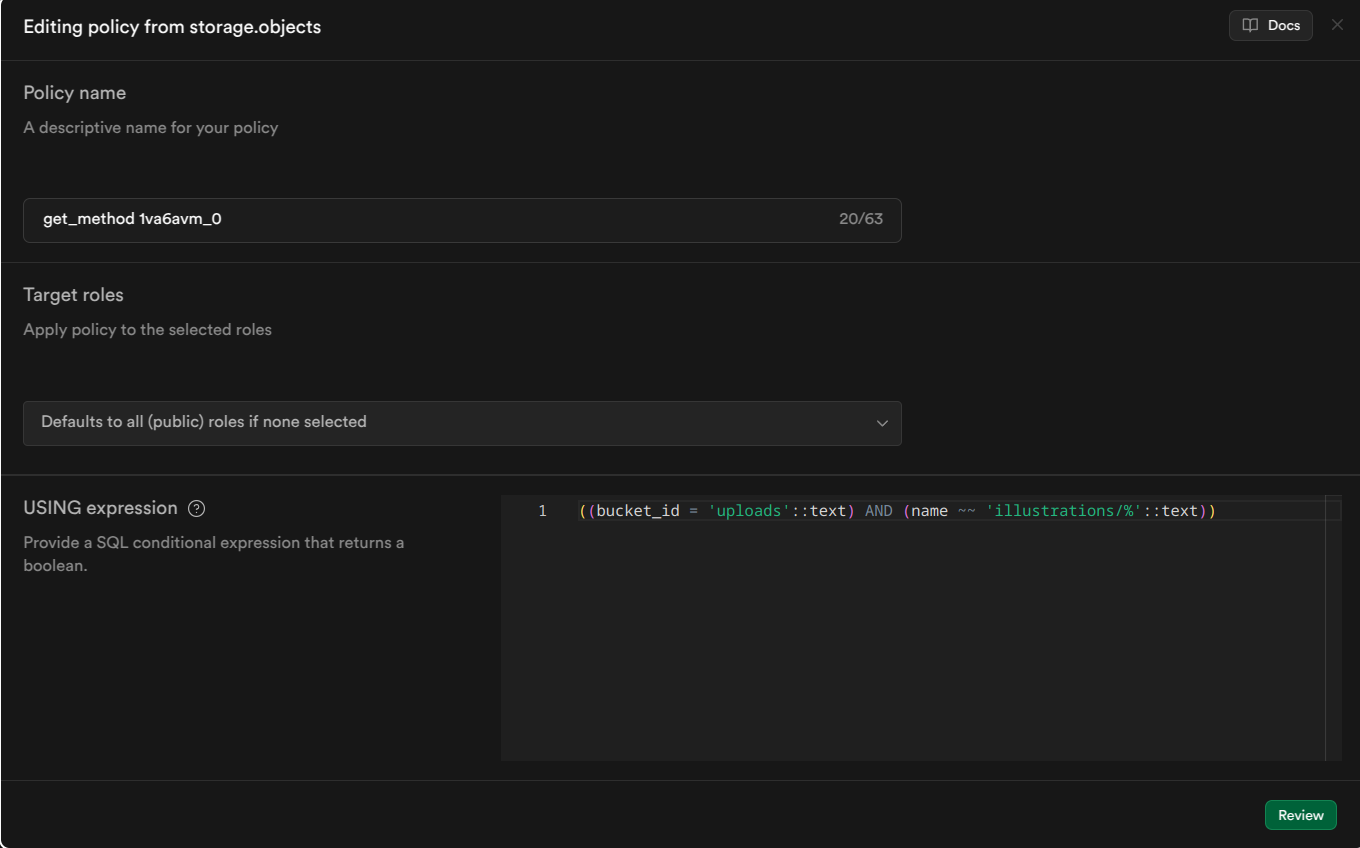 Editing policy from storage.objects
Docs
Policy name
A descriptive name for your policy
get_method 1va6avm_0
20/63
Target roles
Apply policy to the selected roles
Defaults to all (public) roles if none selected
USING expression ?
Provide a SQL conditional expression that returns a
boolean.
1 ((bucket_id = 'uploads'::text) AND (name ~~ 'illustrations/%'::text))
Review